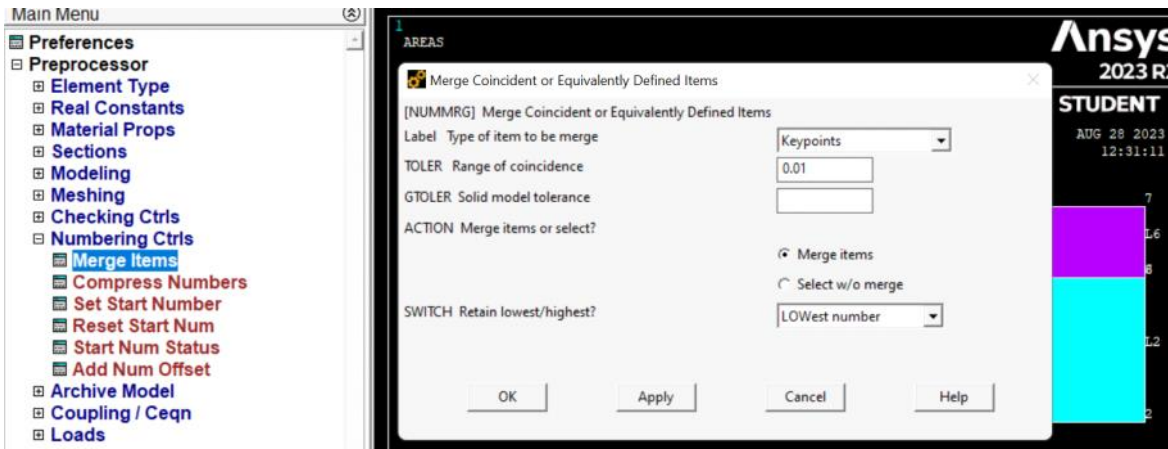 Main Menu
Preferences
Preprocessor
Element Type
Real Constants
Material Props
Sections
Modeling
Meshing
Checking Ctrls
Numbering Ctrls
Merge Items
Compress Numbers
Set Start Number
Reset Start Num
Start Num Status
Add Num Offset
Archive Model
Coupling / Ceqn
Loads
1
AREAS
Ansys
2023 R
STUDENT
AUG 28 2023
12:31:11
Merge Coincident or Equivalently Defined Items
[NUMMRG] Merge Coincident or Equivalently Defined Items
Label Type of item to be merge
Keypoints
TOLER Range of coincidence
0.01
GTOLER Solid model tolerance
ACTION Merge items or select?
Merge items
Select w/o merge
SWITCH Retain lowest/highest?
LOWest number
OK Apply Cancel Help
7
L6
L2
2